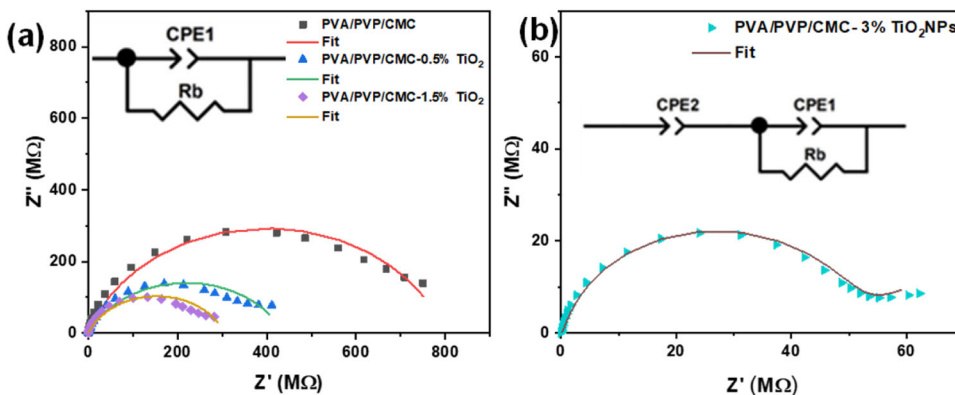 (a)
CPE1
Rb
PVA/PVP/CMC
Fit
PVA/PVP/CMC-0.5% TiO₂
Fit
PVA/PVP/CMC-1.5% TiO₂
Fit
Z'' (MΩ)
800
600
400
200
0
0 200 400 600 800
Z' (MΩ)
(b)
PVA/PVP/CMC- 3% TiO₂NPs
Fit
CPE2
CPE1
Rb
Z'' (MΩ)
60
40
20
0
0 20 40 60
Z' (MΩ)